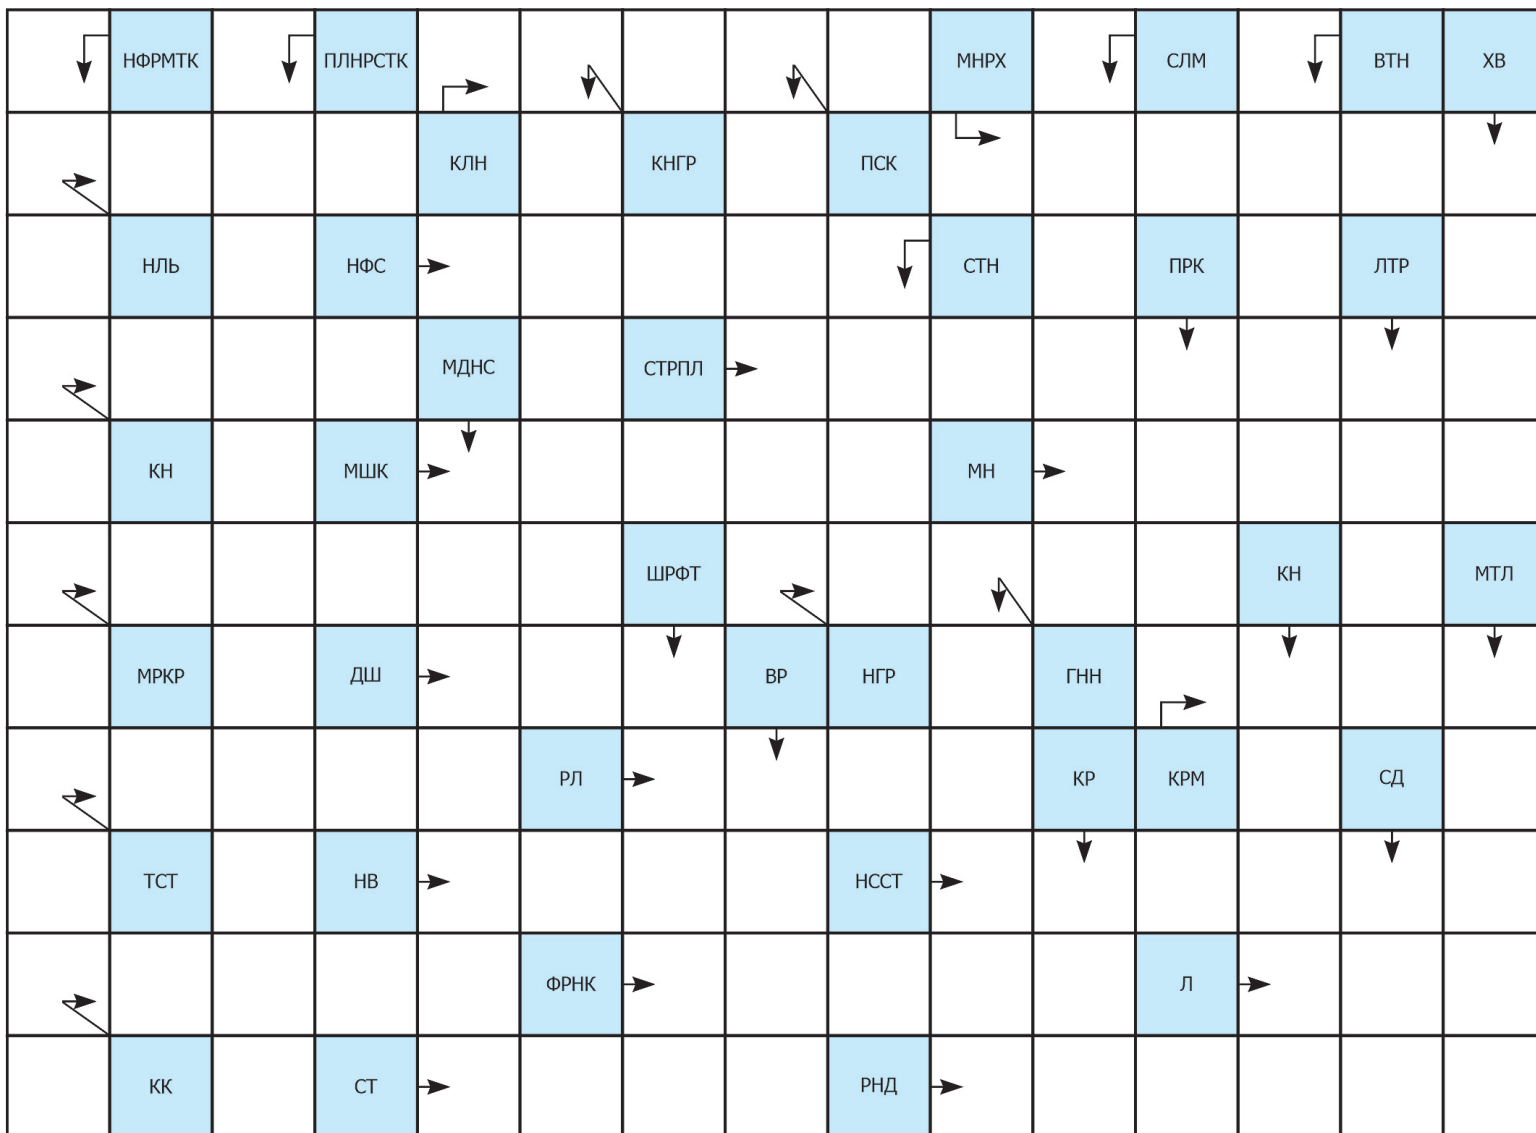 НФРМТК ПЛНРСТК МНРХ СЛМ ВТН ХВ
КЛН КНГР ПСК
НЛЬ НФС СТН ПРК ЛТР
МДНС СТРПЛ
КН МШК МН
ШРФТ КН МТЛ
МРКР ДШ ВР НГР ГНН
РЛ КР КРМ СД
ТСТ НВ НССТ
ФРНК Л
КК СТ РНД